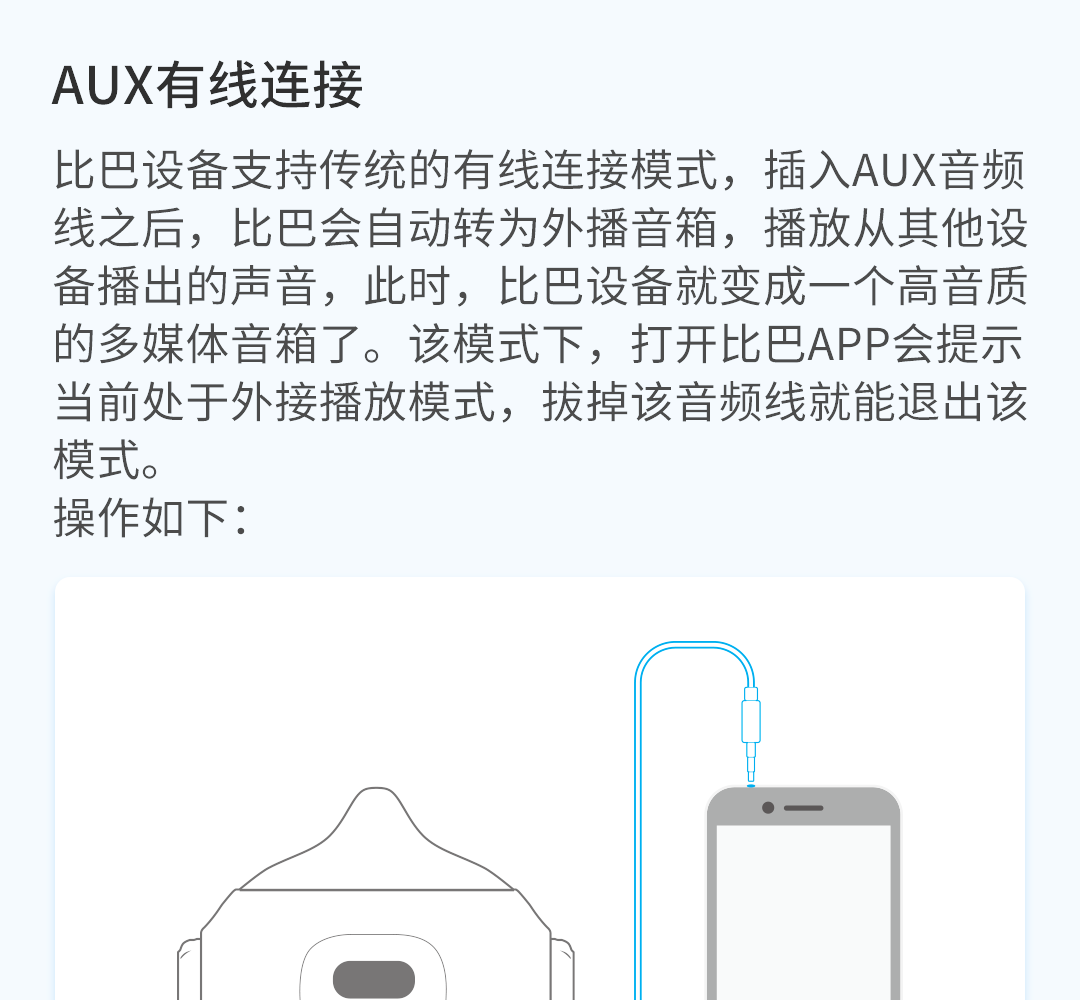 AUX有线连接
比巴设备支持传统的有线连接模式，插入AUX音频
线之后，比巴会自动转为外播音箱，播放从其他设
备播出的声音，此时，比巴设备就变成一个高音质
的多媒体音箱了。该模式下，打开比巴APP会提示
当前处于外接播放模式，拔掉该音频线就能退出该
模式。
操作如下：